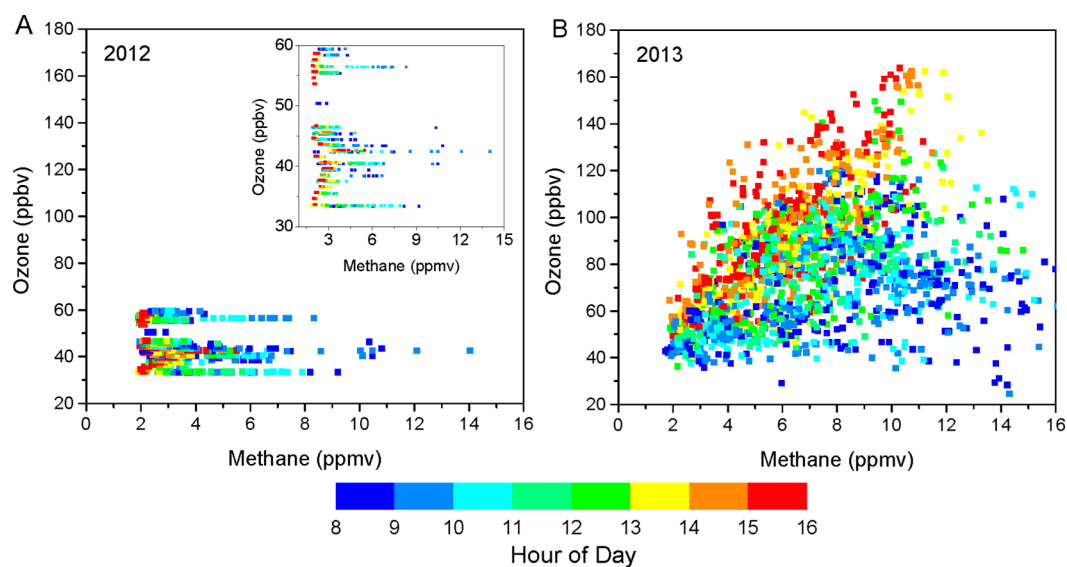 A
2012
180
160
140
120
100
80
60
40
20
Ozone (ppbv)
0 2 4 6 8 10 12 14 16
Methane (ppmv)
60
50
40
30
Ozone (ppbv)
3 6 9 12 15
Methane (ppmv)
B
2013
180
160
140
120
100
80
60
40
20
Ozone (ppbv)
0 2 4 6 8 10 12 14 16
Methane (ppmv)
8 9 10 11 12 13 14 15 16
Hour of Day